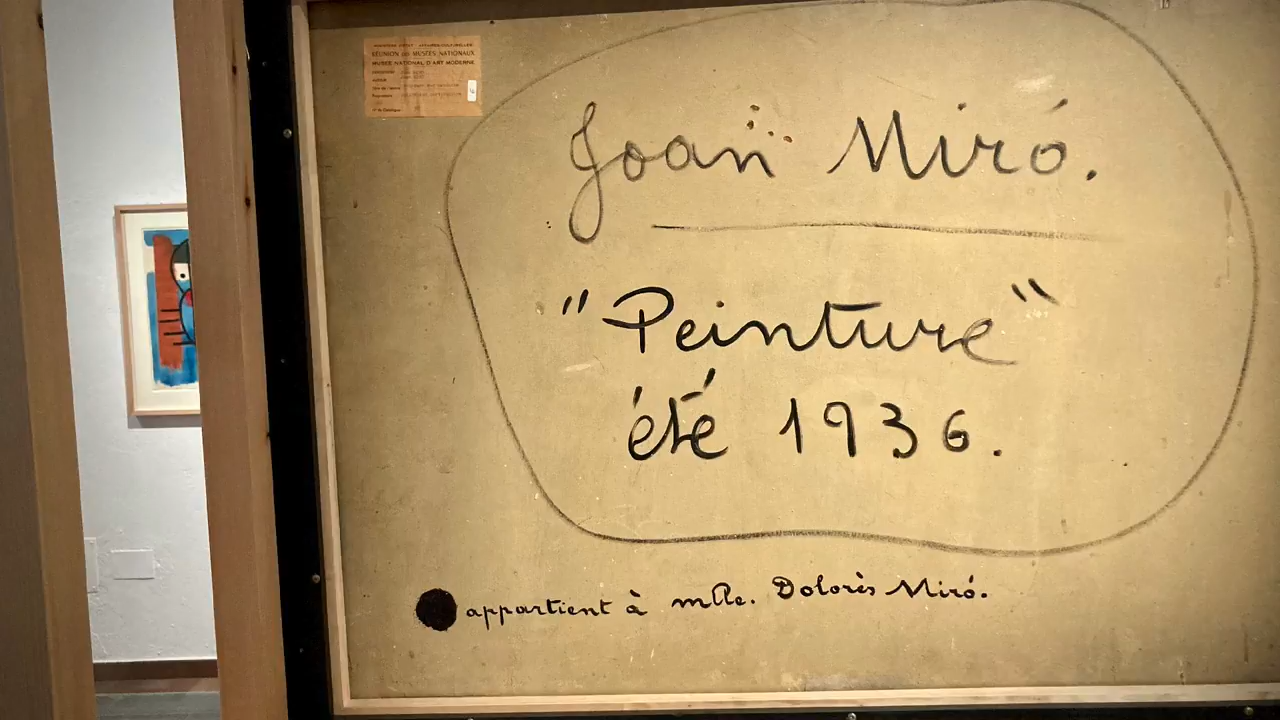 RÉUNION DES MUSÉES NATIONAUX
MUSÉE NATIONAL D'ART MODERNE
Joan Miró.
"Peinture"
été 1936.
appartient à mlle. Dolorès Miró.